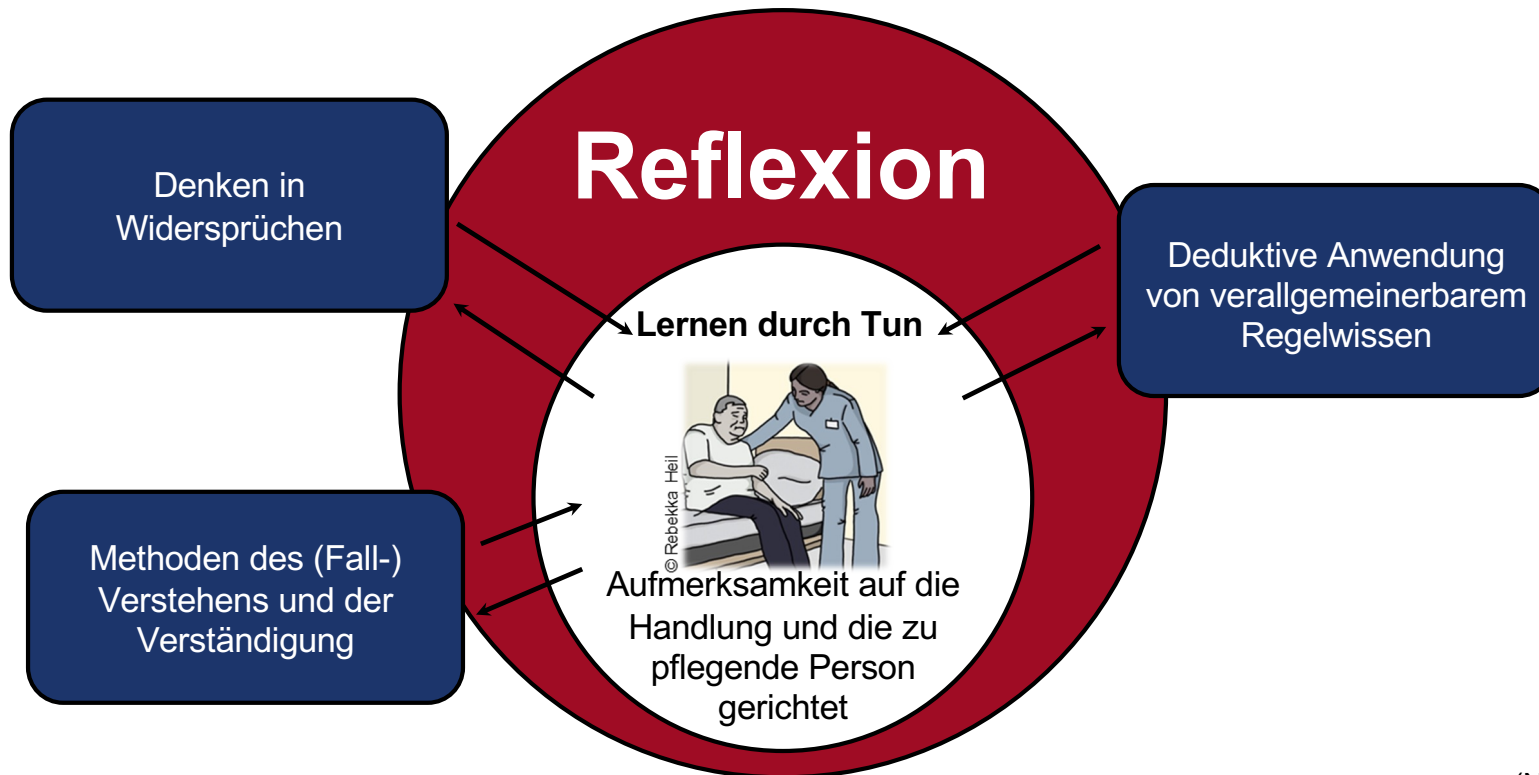 Reflexion
Denken in
Widersprüchen
Deduktive Anwendung
von verallgemeinerbarem
Regelwissen
Lernen durch Tun
© Rebekka Heil
Methoden des (Fall-)
Verstehens und der
Verständigung
Aufmerksamkeit auf die
Handlung und die zu
pflegende Person
gerichtet